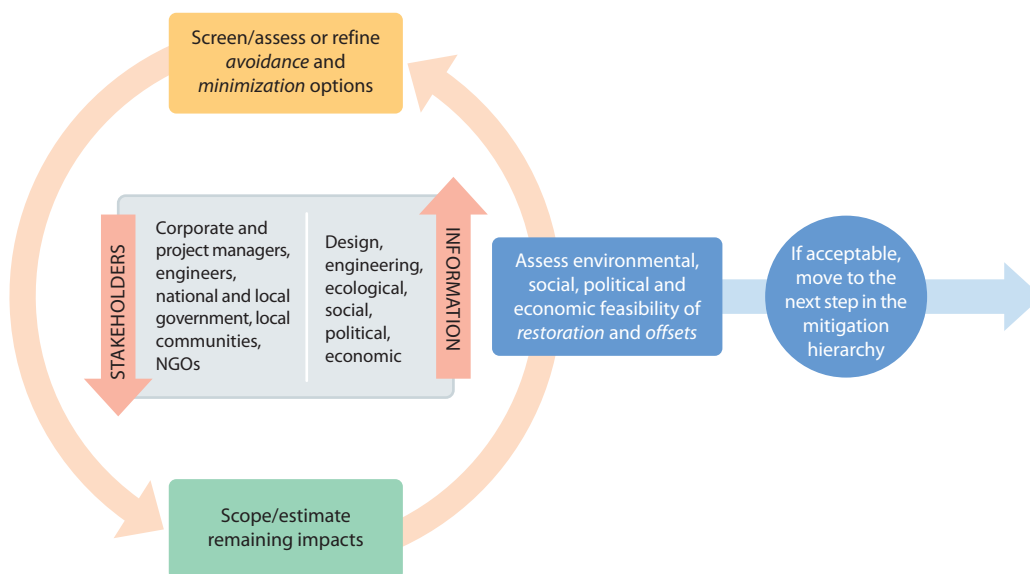 Screen/assess or refine
avoidance and
minimization options
STAKEHOLDERS
Corporate and
project managers,
engineers,
national and local
government, local
communities,
NGOs
Design,
engineering,
ecological,
social,
political,
economic
INFORMATION
Assess environmental,
social, political and
economic feasibility of
restoration and offsets
If acceptable,
move to the
next step in the
mitigation
hierarchy
Scope/estimate
remaining impacts